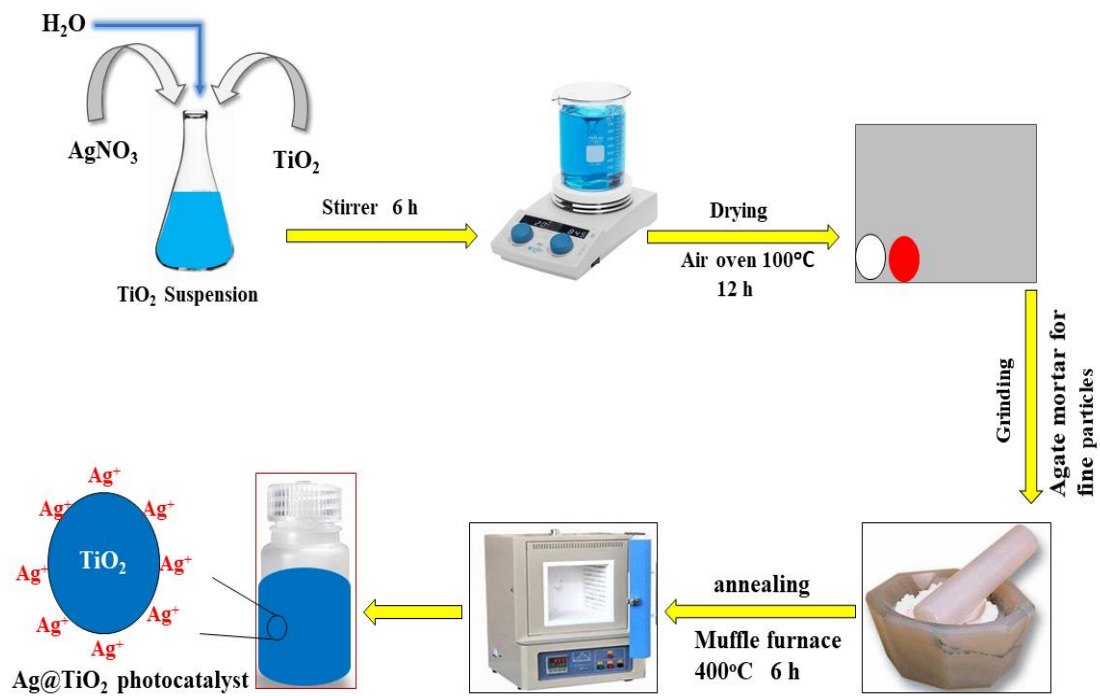 H₂O
AgNO₃
TiO₂
TiO₂ Suspension
Stirrer 6 h
Drying
Air oven 100°C
12 h
Grinding
Agate mortar for
fine particles
annealing
Muffle furnace
400°C 6 h
Ag⁺
Ag⁺
Ag⁺
Ag⁺
Ag⁺
Ag⁺
Ag⁺
Ag⁺
TiO₂
Ag@TiO₂ photocatalyst